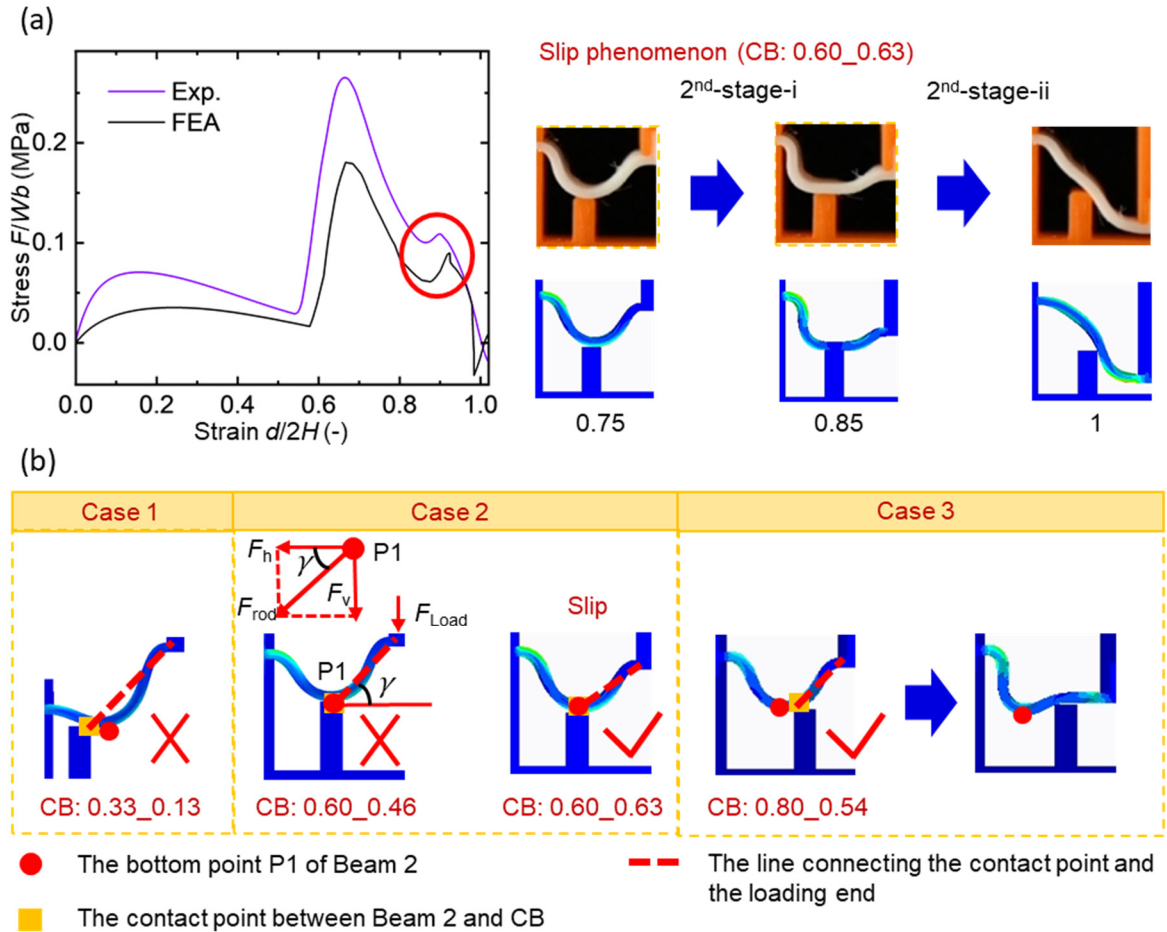 (a)
Exp.
FEA
Stress F/Wb (MPa)
0.2
0.1
0.0
0.0 0.2 0.4 0.6 0.8 1.0
Strain d/2H (-)
Slip phenomenon (CB: 0.60_0.63)
2nd-stage-i 2nd-stage-ii
0.75 0.85 1
(b)
Case 1 Case 2 Case 3
Fh γ P1
Frod Fv FLoad
P1 γ
Slip
CB: 0.33_0.13 CB: 0.60_0.46 CB: 0.60_0.63 CB: 0.80_0.54
The bottom point P1 of Beam 2
The contact point between Beam 2 and CB
The line connecting the contact point and
the loading end